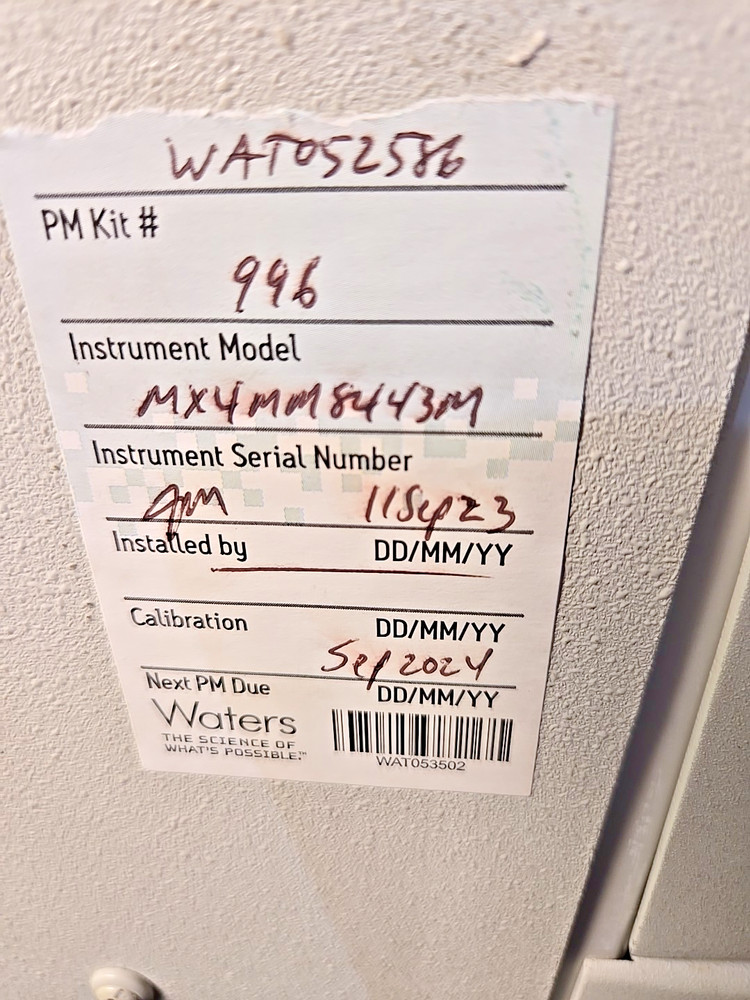 WAT052586
PM Kit #
996
Instrument Model
MX4MM8443M
Instrument Serial Number
11Sep23
Installed by DD/MM/YY
Calibration DD/MM/YY
Sep 2024
Next PM Due DD/MM/YY
Waters
THE SCIENCE OF
WHAT'S POSSIBLE.™
WAT053502